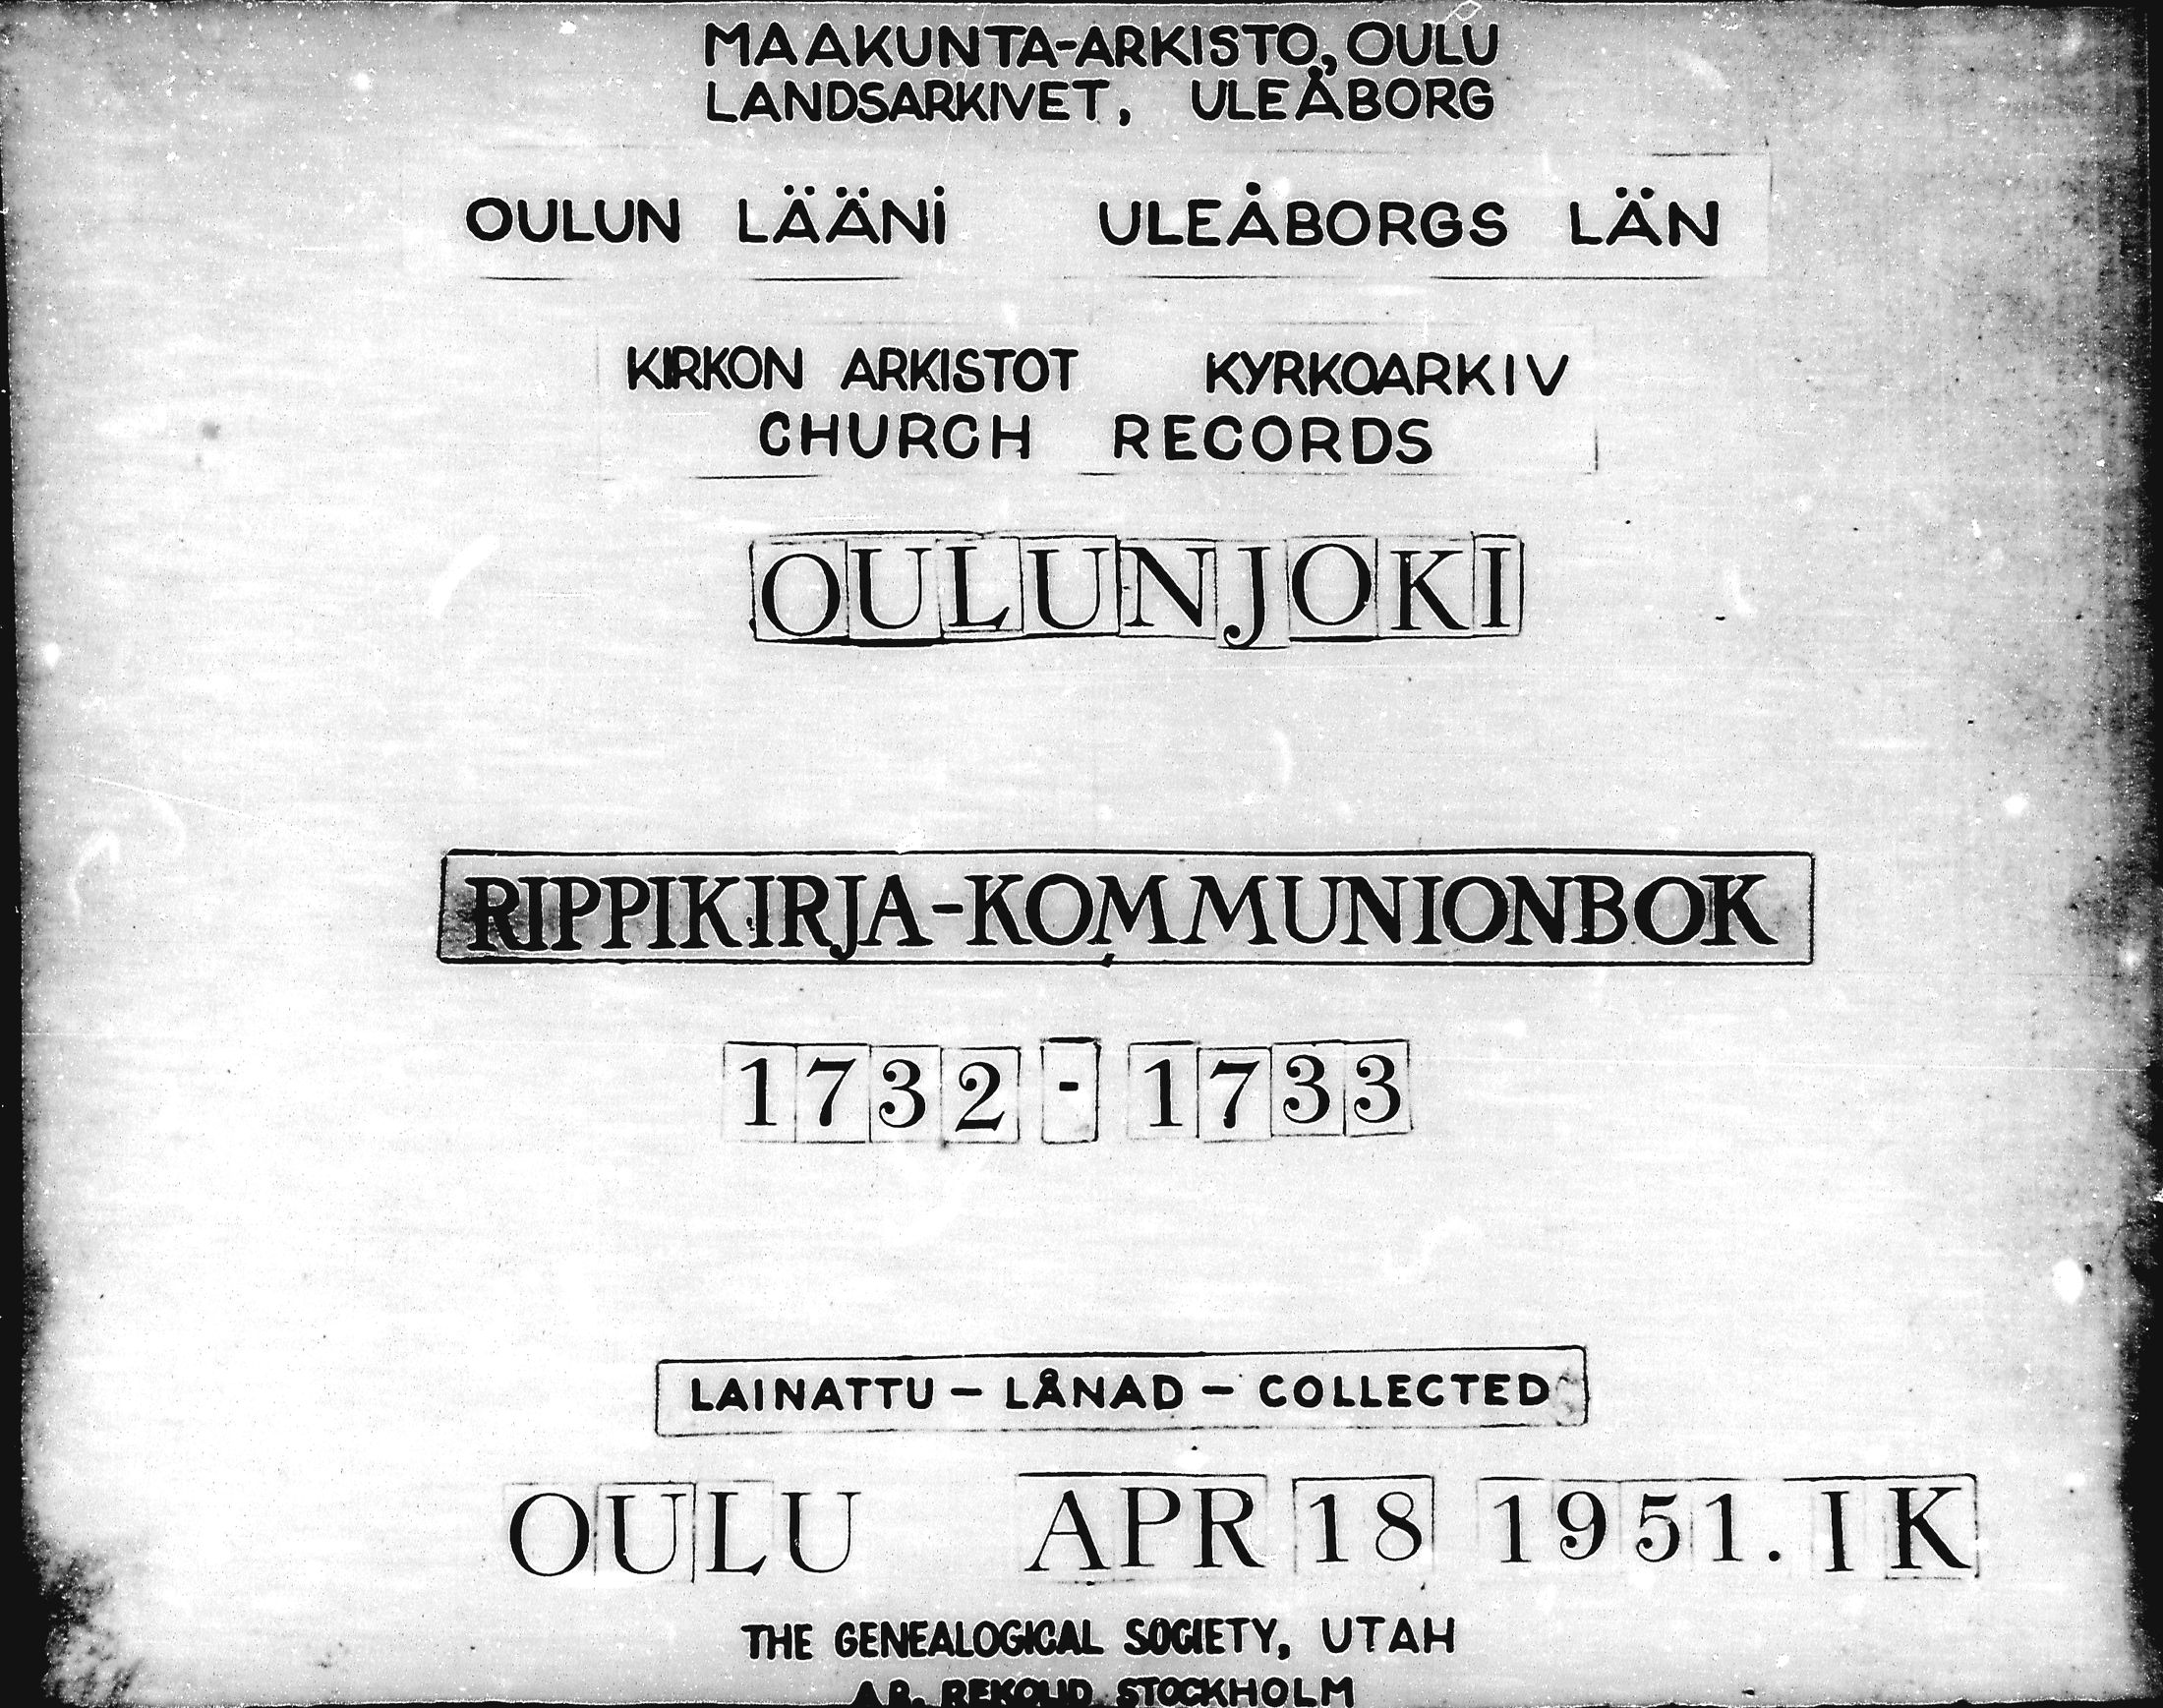 MAAKUNTA-ARKISTO, OULU
LANDSARKIVET, ULEÅBORG
OULUN LÄÄNI ULEÅBORGS LÄN
KIRKON ARKISTOT KYRKOARKIV
CHURCH RECORDS
OULUNJOKI
RIPPIKIRJA-KOMMUNIONBOK
1732 - 1733
LAINATTU - LÅNAD - COLLECTED
OULU APR 18 1951. I K
THE GENEALOGICAL SOCIETY, UTAH
A.B. REKOLID STOCKHOLM